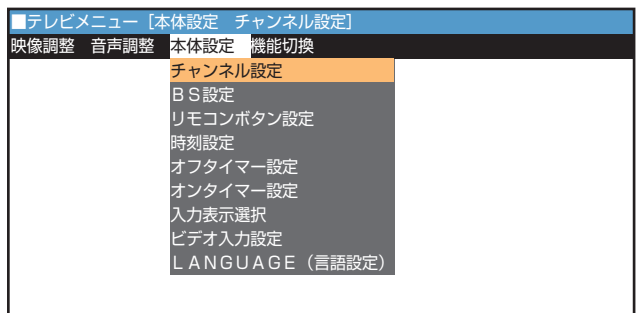 ■テレビメニュー［本体設定　チャンネル設定］
映像調整　音声調整　本体設定　機能切換
チャンネル設定
ＢＳ設定
リモコンボタン設定
時刻設定
オフタイマー設定
オンタイマー設定
入力表示選択
ビデオ入力設定
ＬＡＮＧＵＡＧＥ（言語設定）